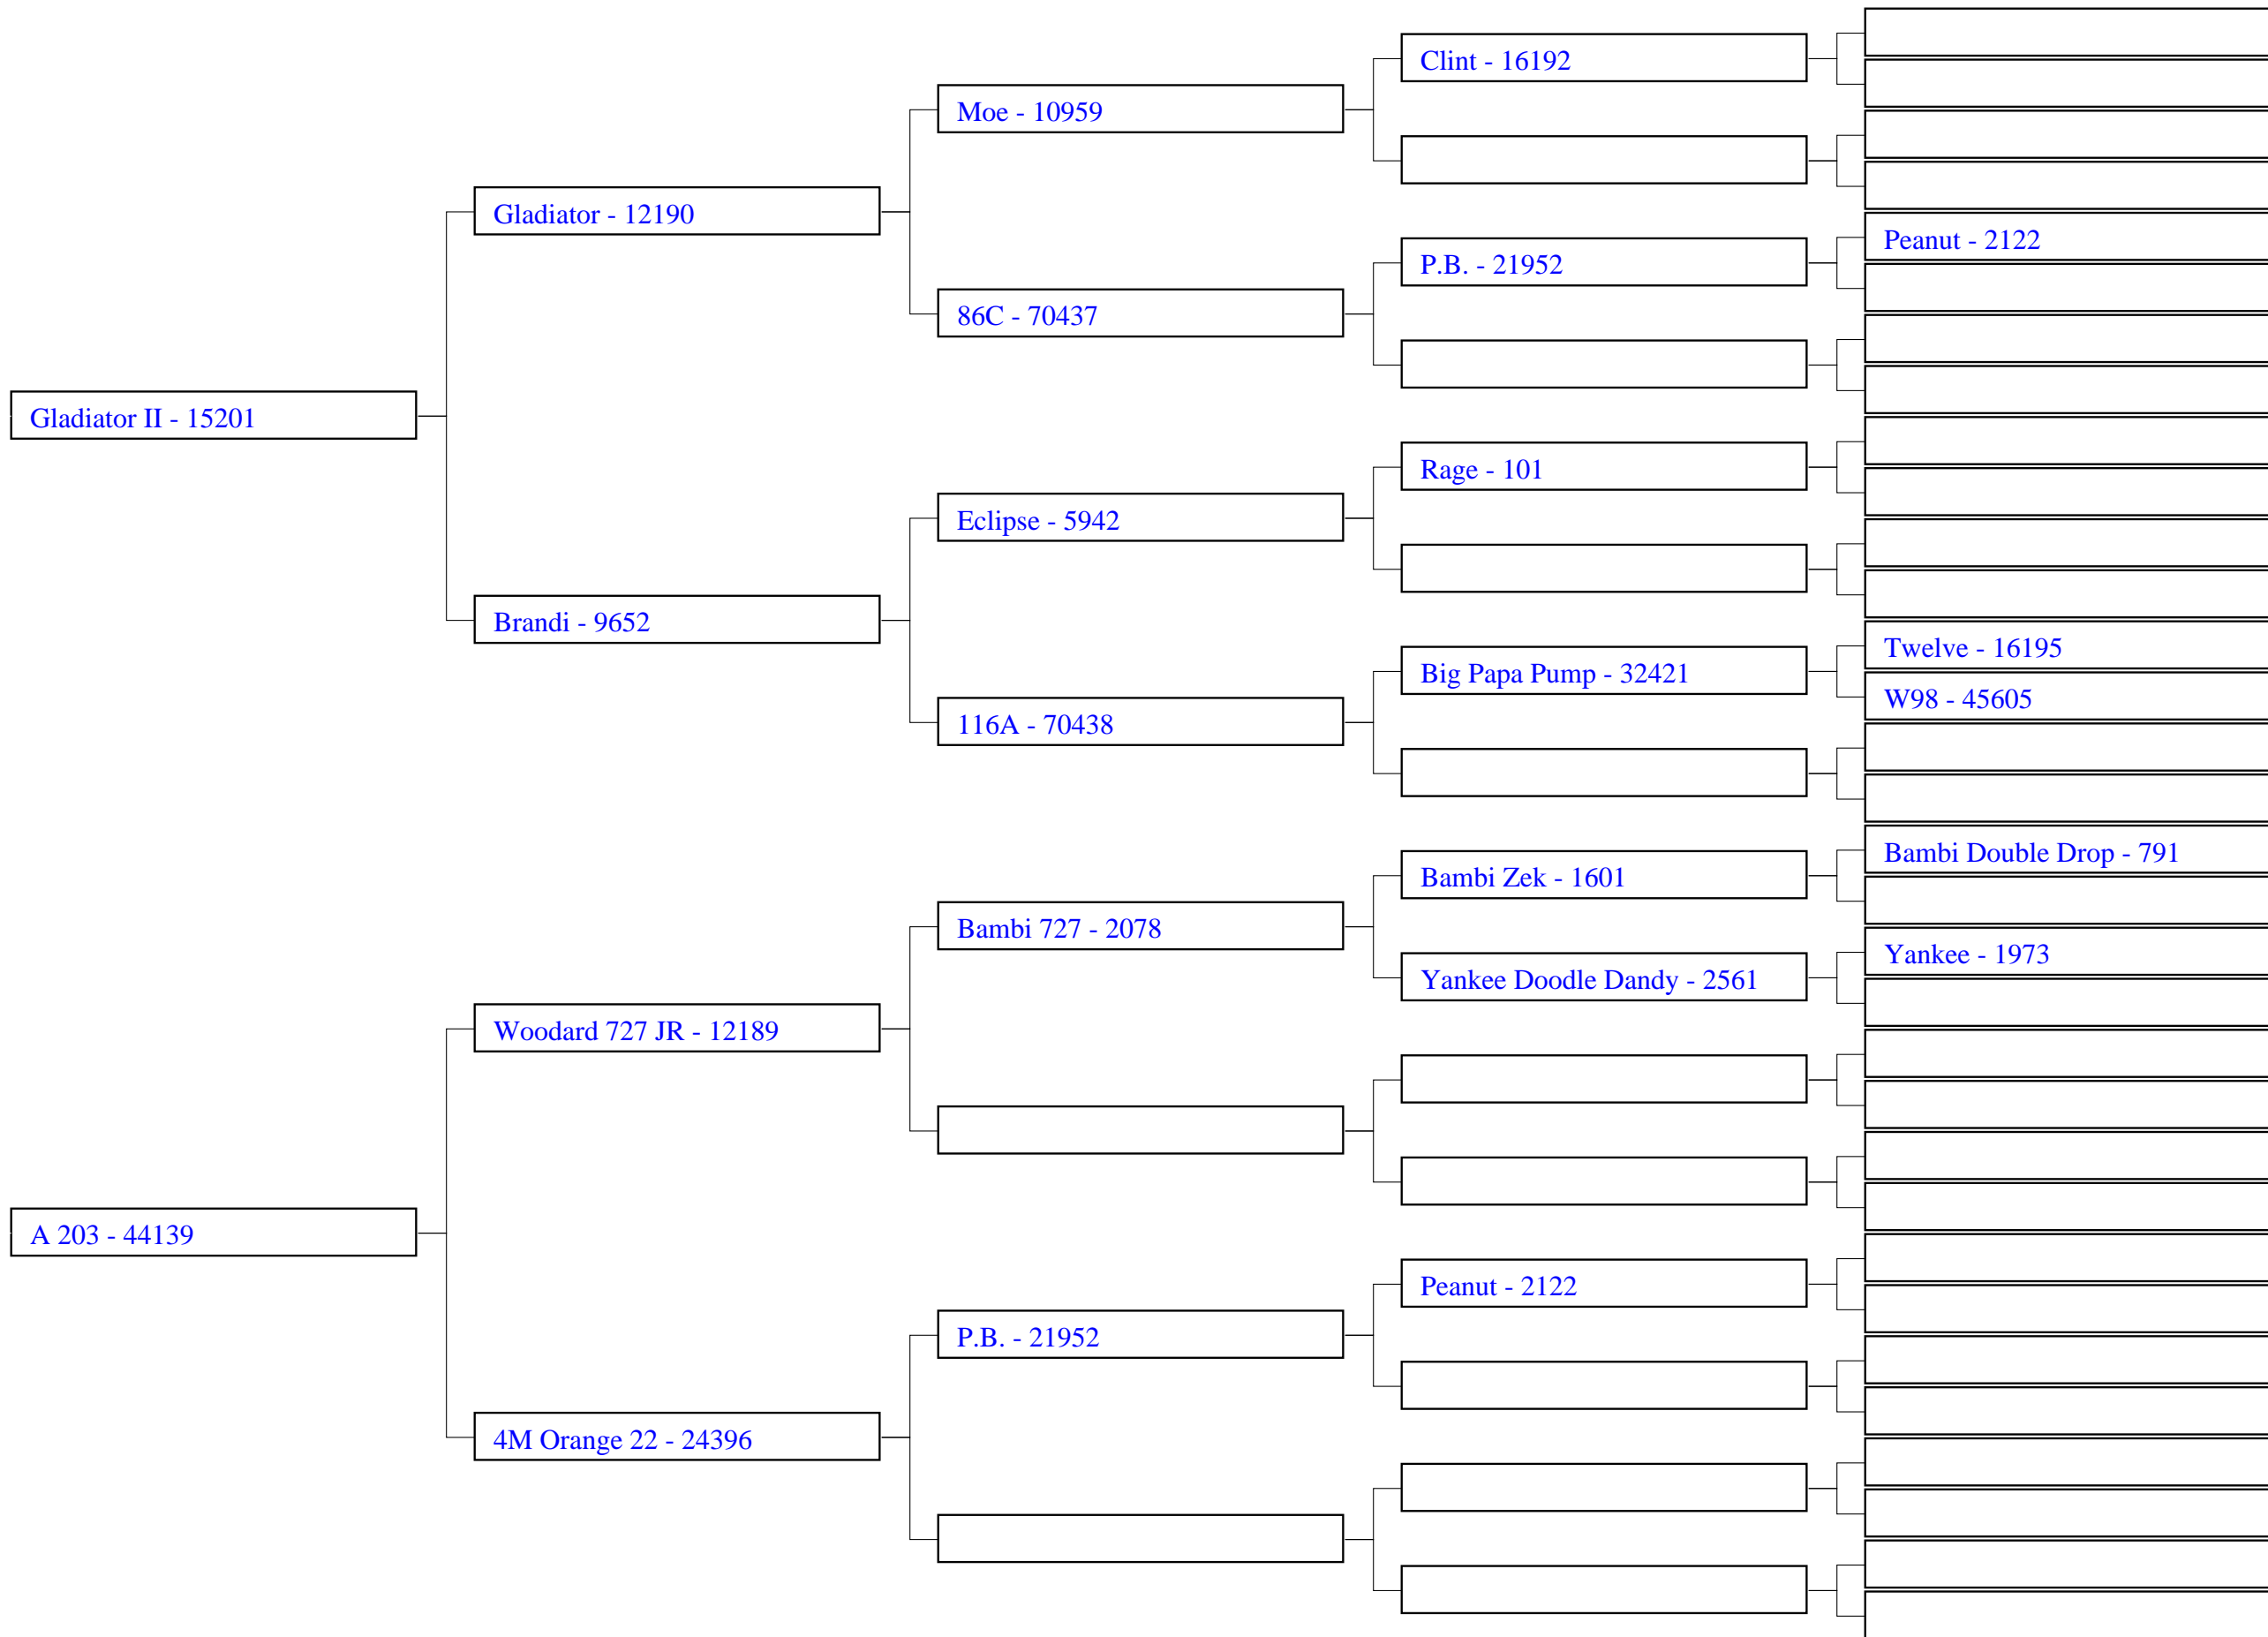 Clint - 16192
Moe - 10959
Gladiator - 12190
Peanut - 2122
P.B. - 21952
86C - 70437
Gladiator II - 15201
Rage - 101
Eclipse - 5942
Brandi - 9652
Twelve - 16195
Big Papa Pump - 32421
W98 - 45605
116A - 70438
Bambi Double Drop - 791
Bambi Zek - 1601
Bambi 727 - 2078
Yankee - 1973
Yankee Doodle Dandy - 2561
Woodard 727 JR - 12189
A 203 - 44139
Peanut - 2122
P.B. - 21952
4M Orange 22 - 24396